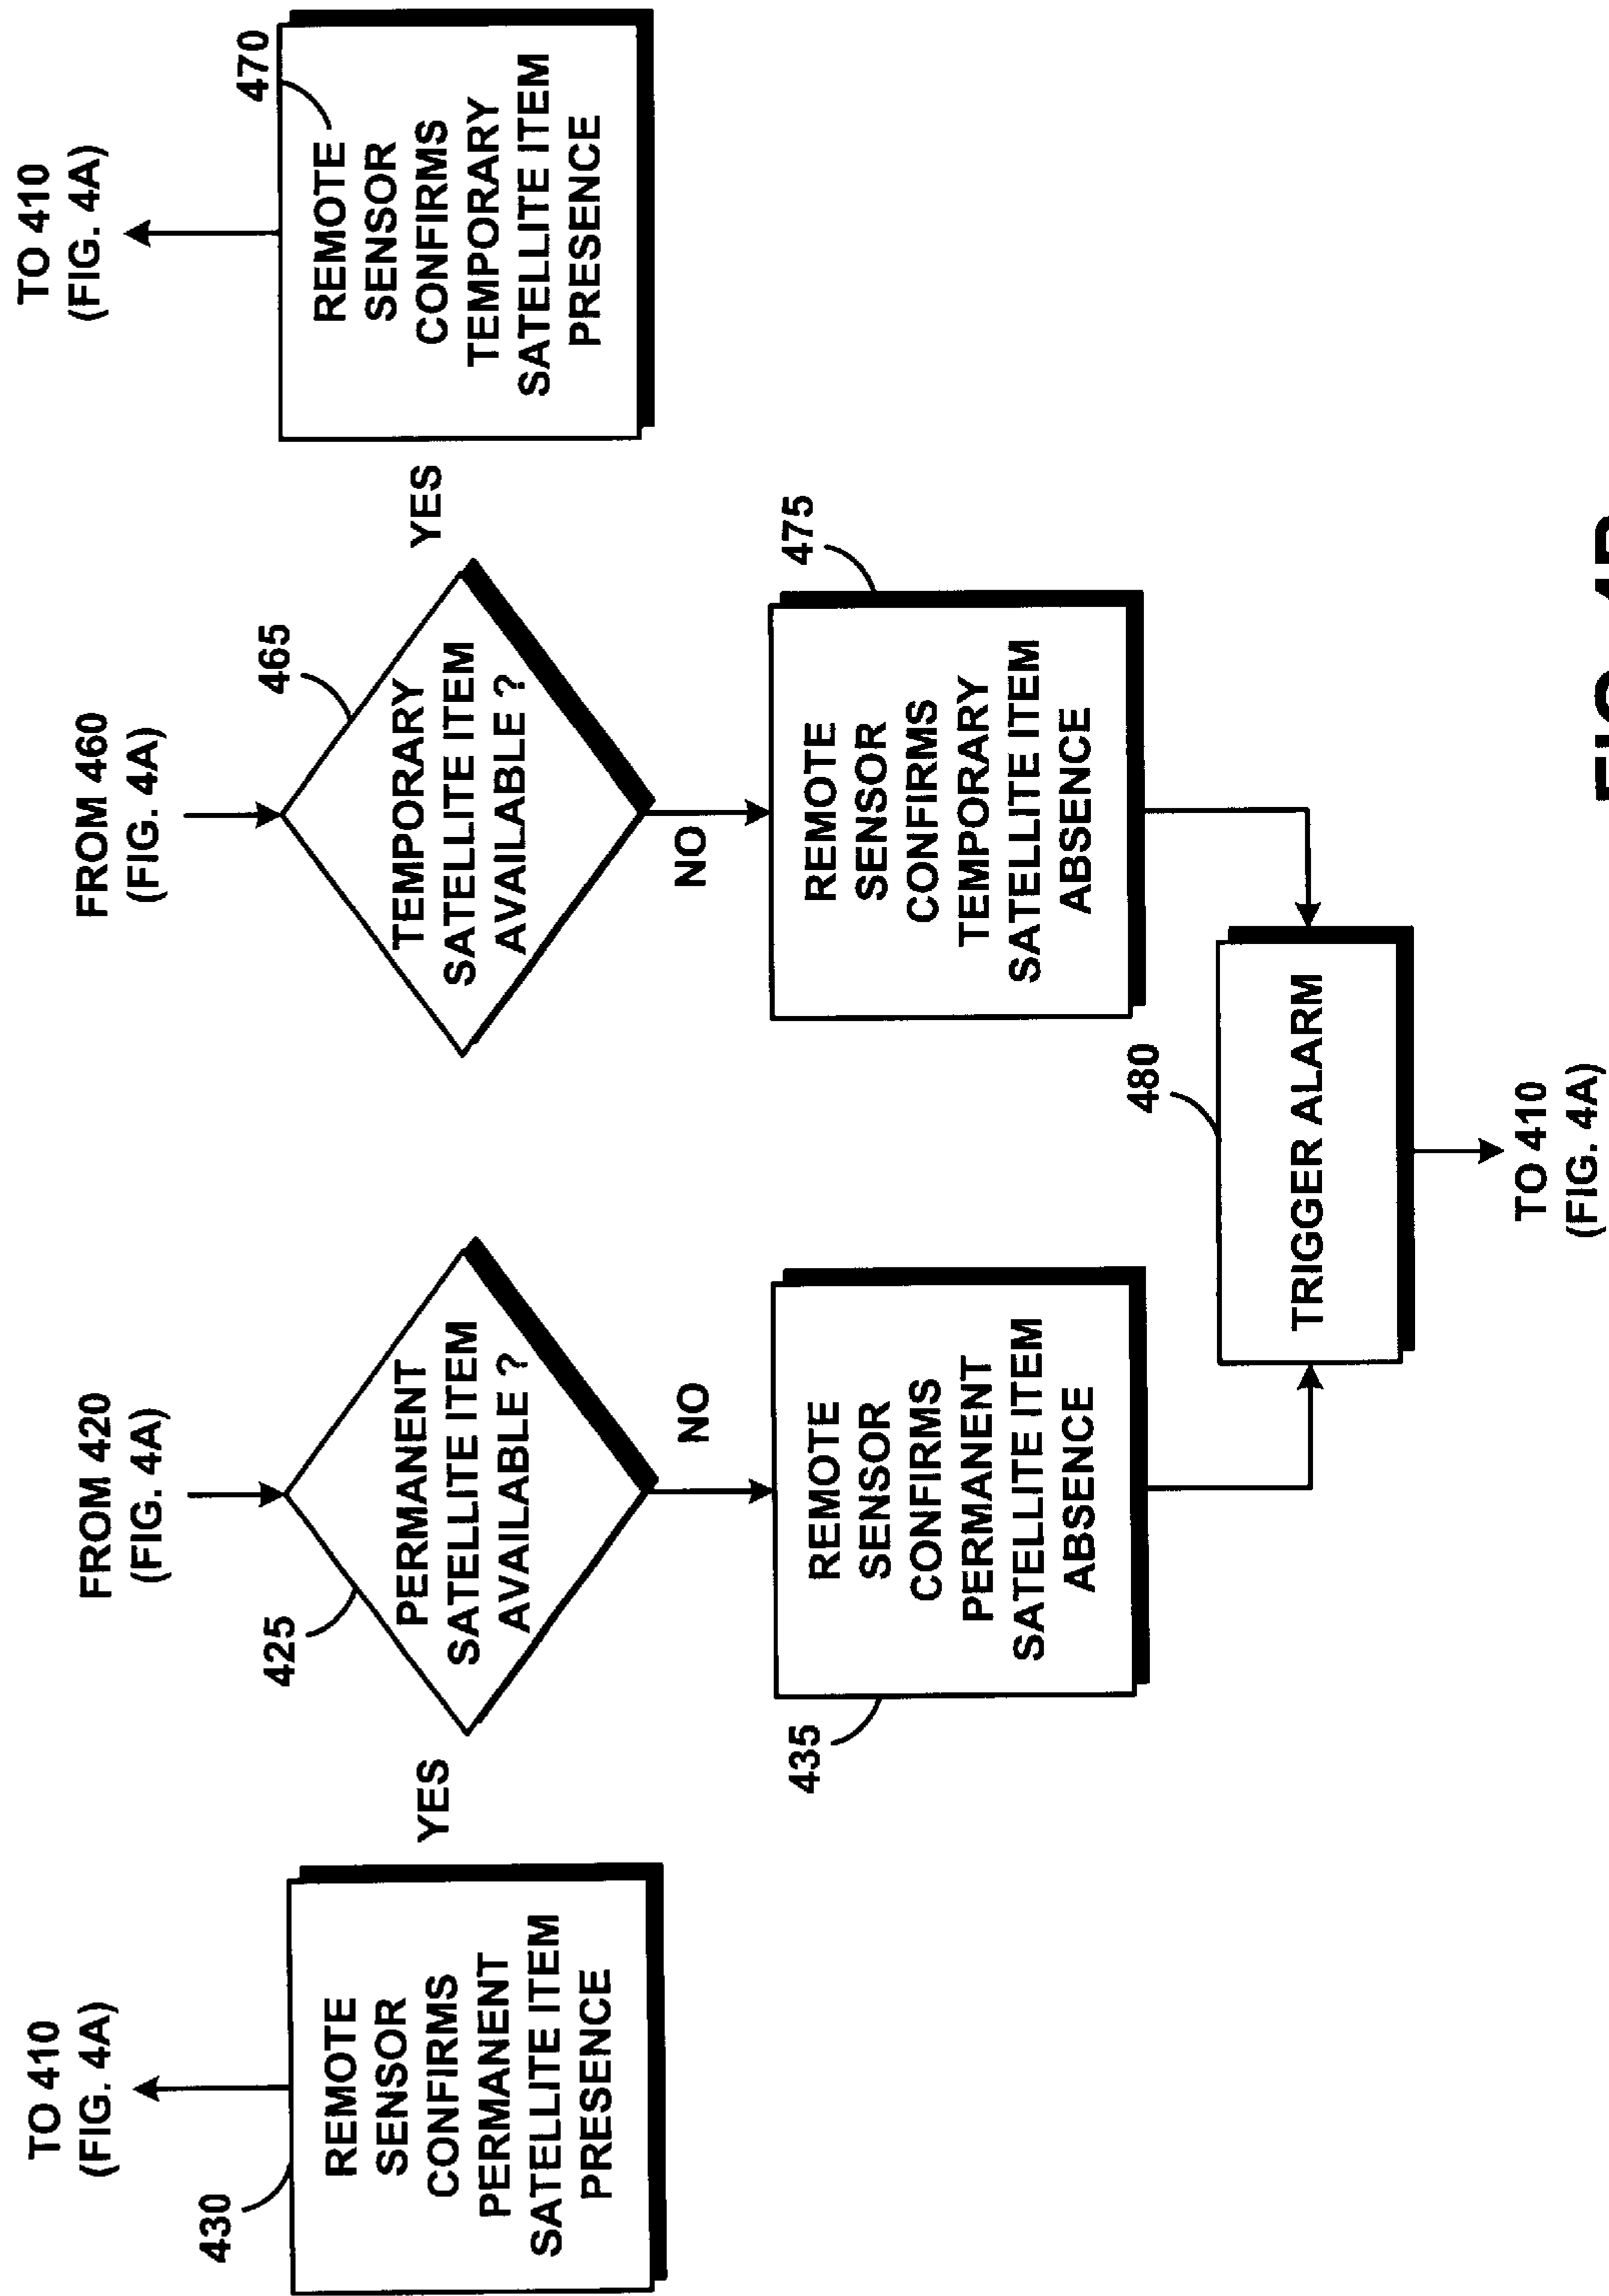 TO 410
(FIG. 4A)
430
REMOTE
SENSOR
CONFIRMS
PERMANENT
SATELLITE ITEM
PRESENCE
YES
FROM 420
(FIG. 4A)
425
PERMANENT
SATELLITE ITEM
AVAILABLE ?
NO
435
REMOTE
SENSOR
CONFIRMS
PERMANENT
SATELLITE ITEM
ABSENCE
FROM 460
(FIG. 4A)
465
TEMPORARY
SATELLITE ITEM
AVAILABLE ?
YES
NO
TO 410
(FIG. 4A)
470
REMOTE
SENSOR
CONFIRMS
TEMPORARY
SATELLITE ITEM
PRESENCE
475
REMOTE
SENSOR
CONFIRMS
TEMPORARY
SATELLITE ITEM
ABSENCE
480
TRIGGER ALARM
TO 410
(FIG. 4A)